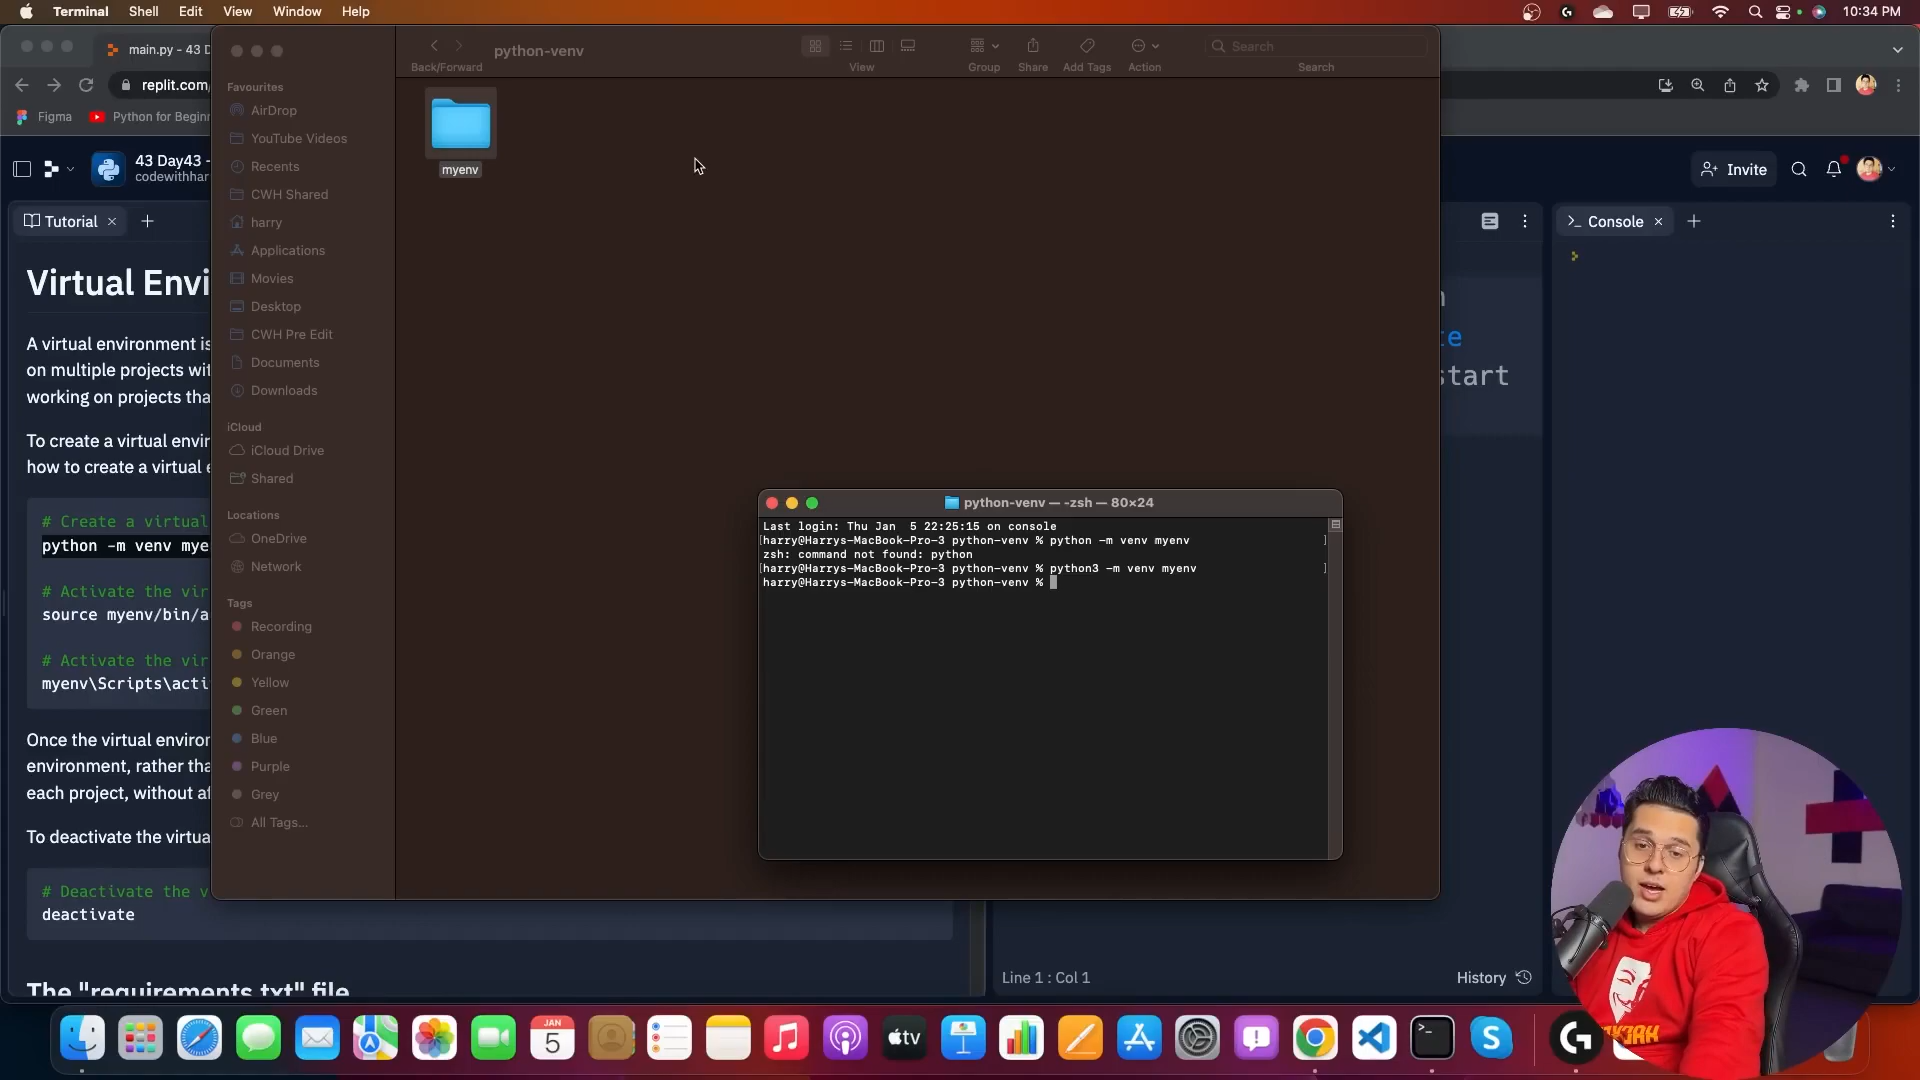 Terminal Shell Edit View Window Help
10:34 PM
main.py - 43 D
replit.com/
Figma
Python for Beginn
43 Day43 -
codewithhar
Invite
Tutorial
Virtual Envi
A virtual environment is
on multiple projects wit
working on projects tha
To create a virtual envir
how to create a virtual e
# Create a virtual
python -m venv mye
# Activate the vir
source myenv/bin/a
# Activate the vir
myenv\Scripts\acti
Once the virtual environ
environment, rather tha
each project, without af
To deactivate the virtua
# Deactivate the v
deactivate
The "requirements.txt" file
Favourites
AirDrop
YouTube Videos
Recents
CWH Shared
harry
Applications
Movies
Desktop
CWH Pre Edit
Documents
Downloads
iCloud
iCloud Drive
Shared
Locations
OneDrive
Network
Tags
Recording
Orange
Yellow
Green
Blue
Purple
Grey
All Tags...
python-venv
Back/Forward
View
Group
Share
Add Tags
Action
Search
Search
myenv
python-venv — -zsh — 80×24
Last login: Thu Jan  5 22:25:15 on console
[harry@Harrys-MacBook-Pro-3 python-venv % python -m venv myenv ]
zsh: command not found: python
[harry@Harrys-MacBook-Pro-3 python-venv % python3 -m venv myenv ]
harry@Harrys-MacBook-Pro-3 python-venv %
te
start
Console
Line 1 : Col 1
History
JAN
5
tv